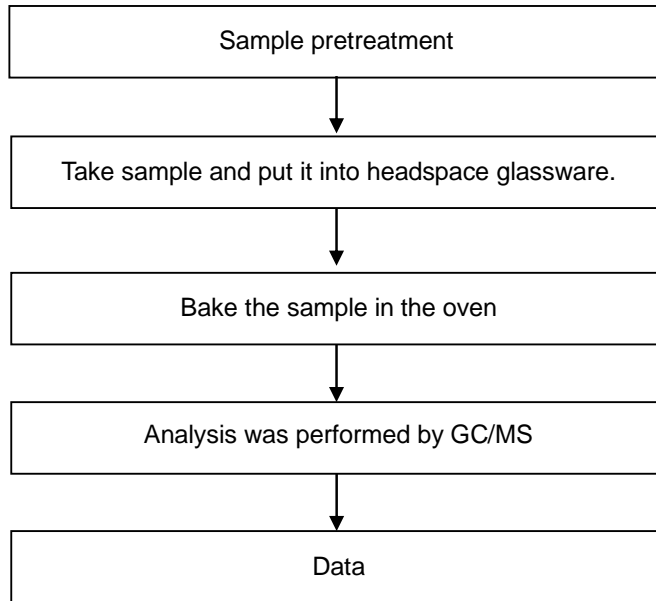 Sample pretreatment
Take sample and put it into headspace glassware.
Bake the sample in the oven
Analysis was performed by GC/MS
Data